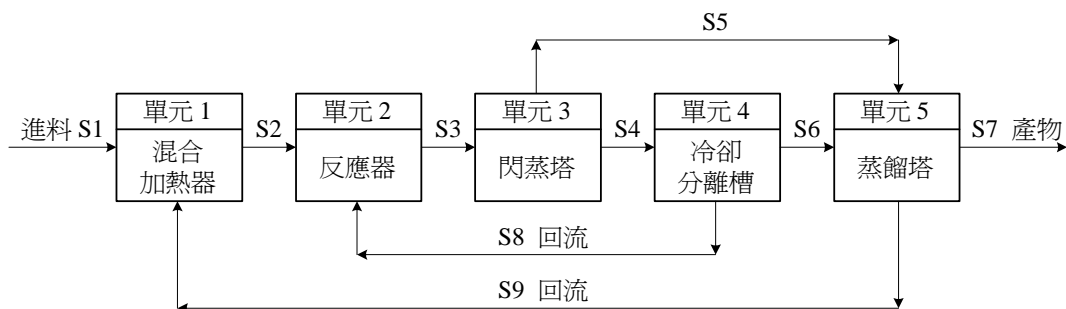 S5
單元 1
單元 2
單元 3
單元 4
單元 5
進料 S1
S2
S3
S4
S6
S7 產物
混合
加熱器
反應器
閃蒸塔
冷卻
分離槽
蒸餾塔
S8 回流
S9 回流